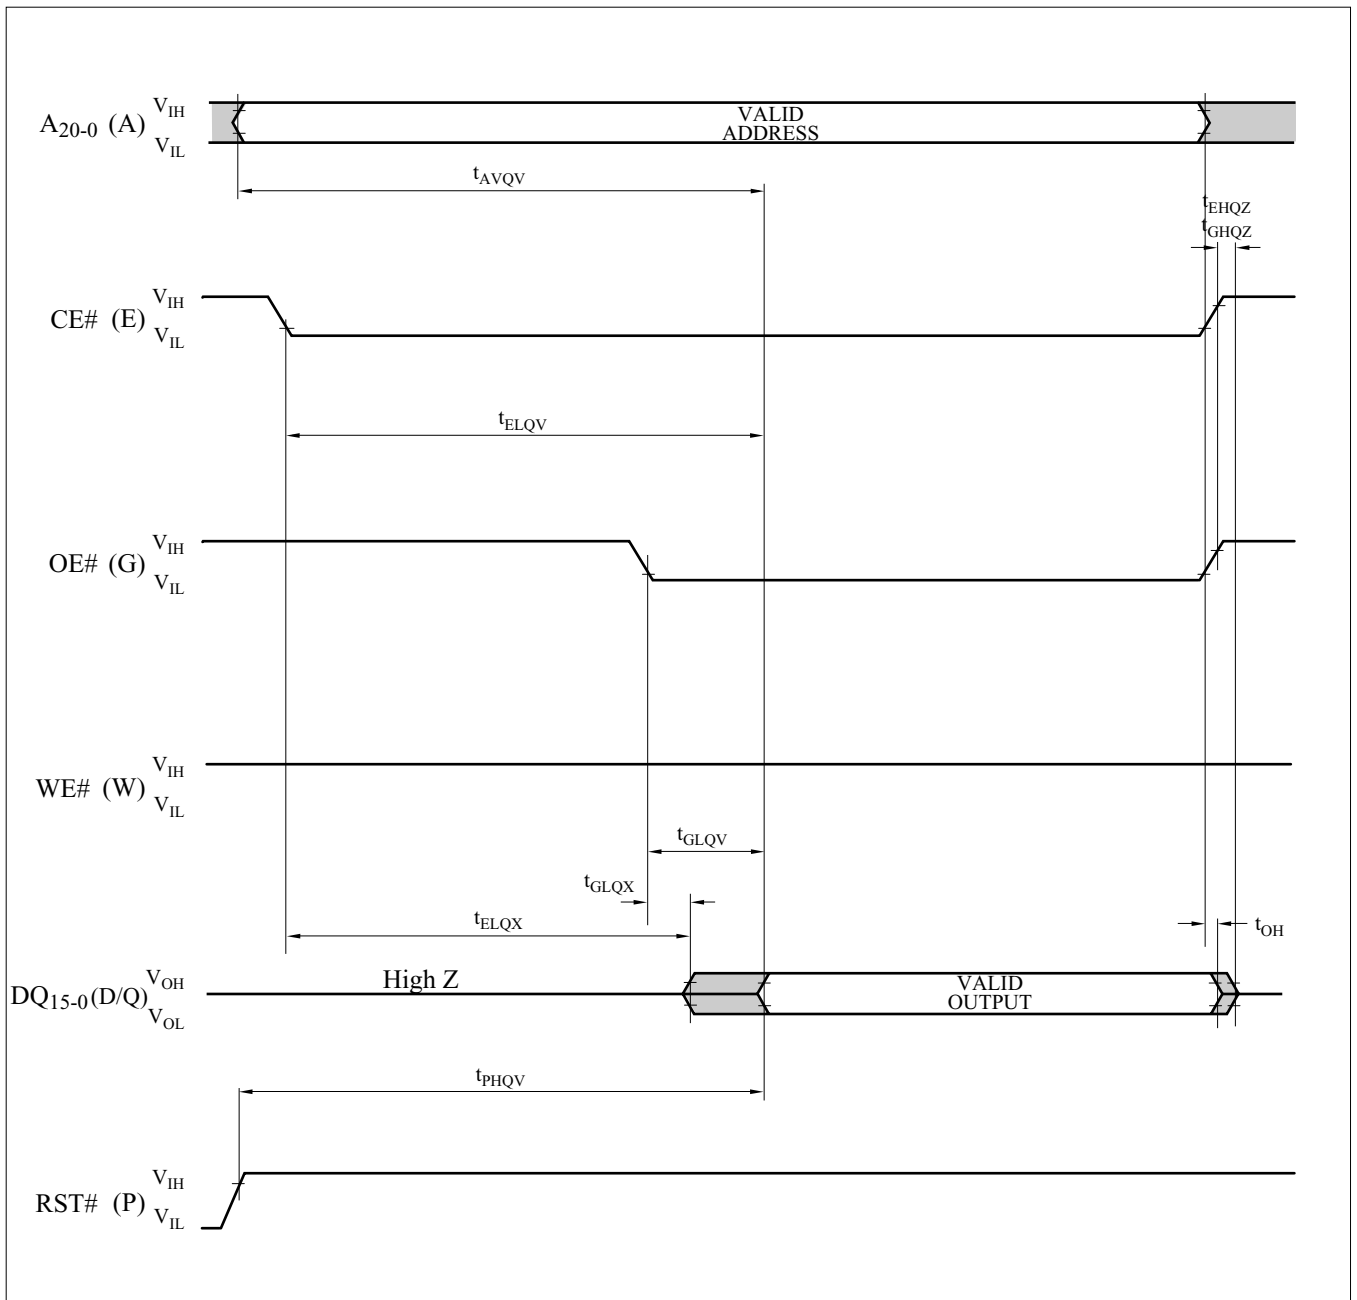 A20-0 (A) VIH
VIL
VALID
ADDRESS
tAVQV
tEHQZ
tGHQZ
CE# (E) VIH
VIL
tELQV
OE# (G) VIH
VIL
WE# (W) VIH
VIL
tGLQV
tGLQX
tELQX
tOH
DQ15-0 (D/Q) VOH
VOL
High Z
VALID
OUTPUT
tPHQV
RST# (P) VIH
VIL